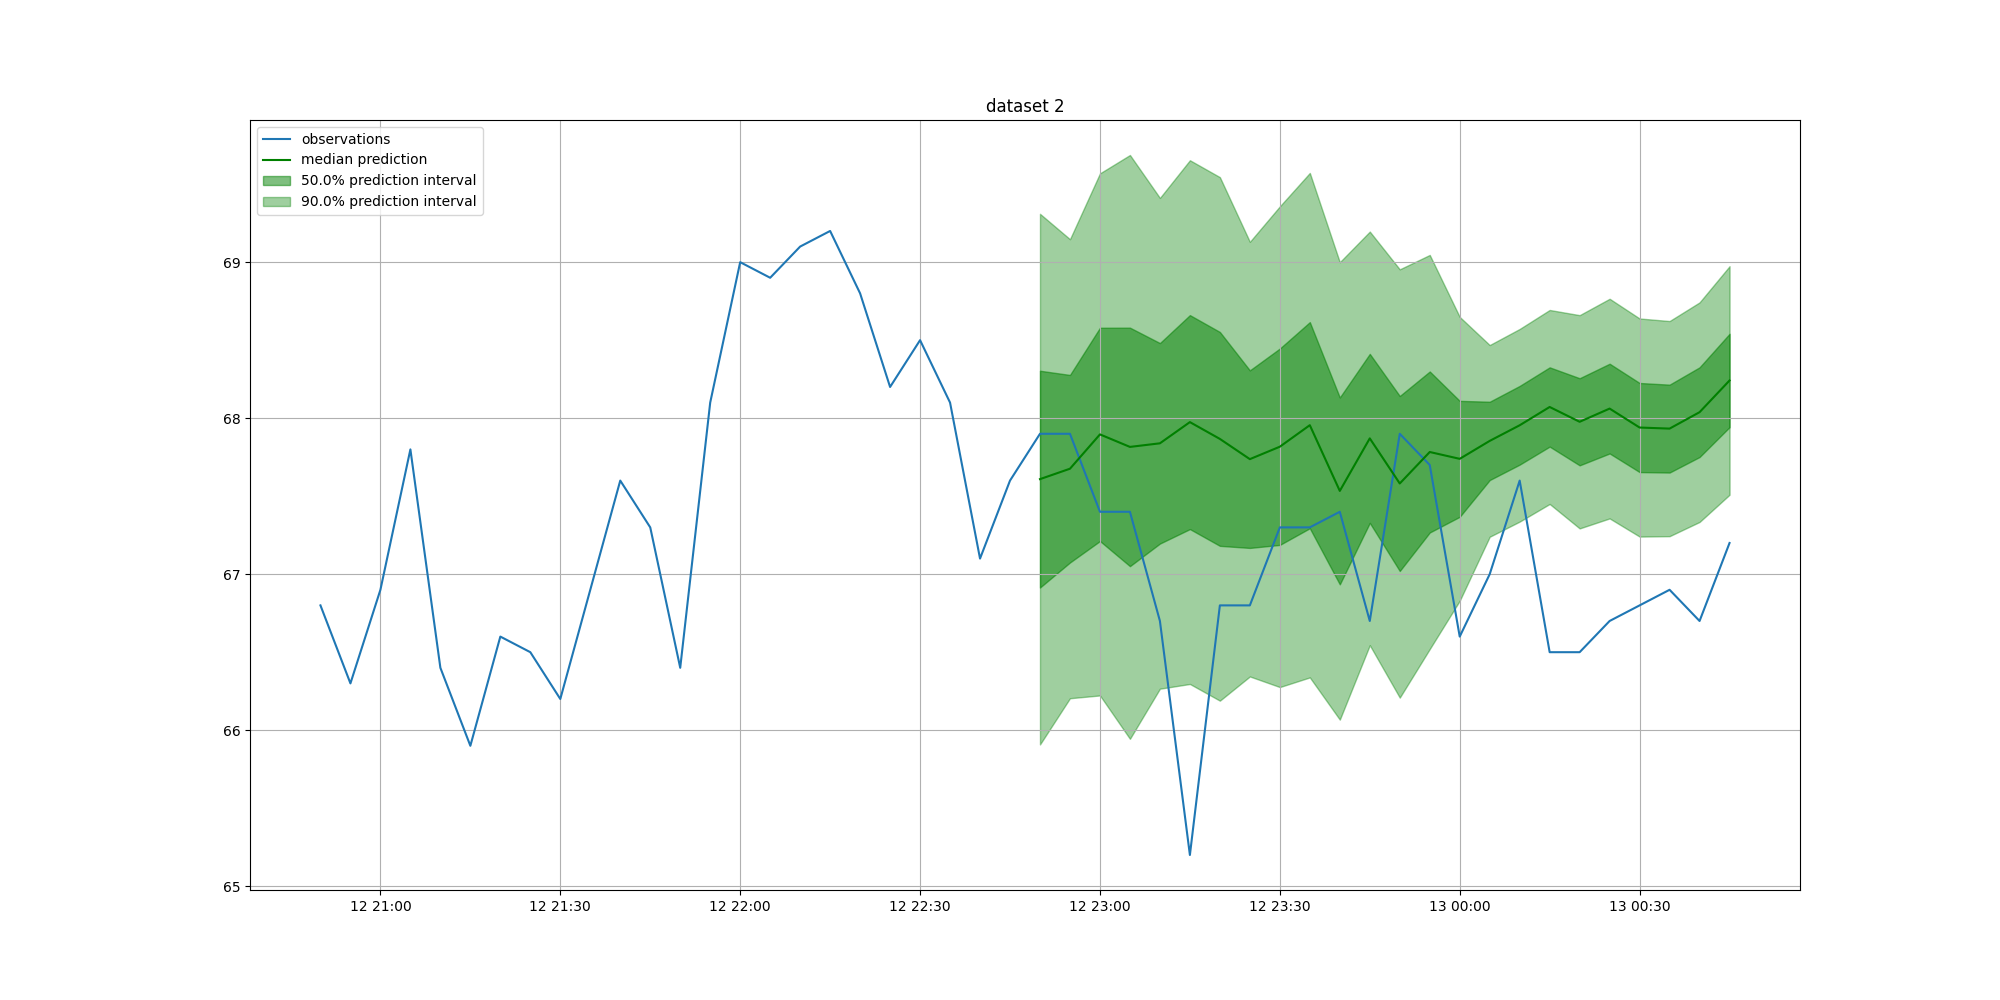 dataset 2
observations
median prediction
50.0% prediction interval
90.0% prediction interval
69
68
67
66
65
12 21:00 12 21:30 12 22:00 12 22:30 12 23:00 12 23:30 13 00:00 13 00:30